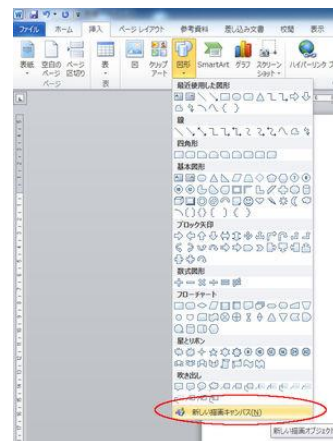 ファイル ホーム 挿入 ページ レイアウト 参考資料 差し込み文書 校閲 表示
表紙 空白のページ ページ区切り 表 図 クリップアート 図形 SmartArt グラフ スクリーンショット ハイパーリンク
ページ 表
最近使用した図形
線
四角形
基本図形
ブロック矢印
数式図形
フローチャート
星とリボン
吹き出し
新しい描画キャンバス(N)
新しい描画オブジェクト